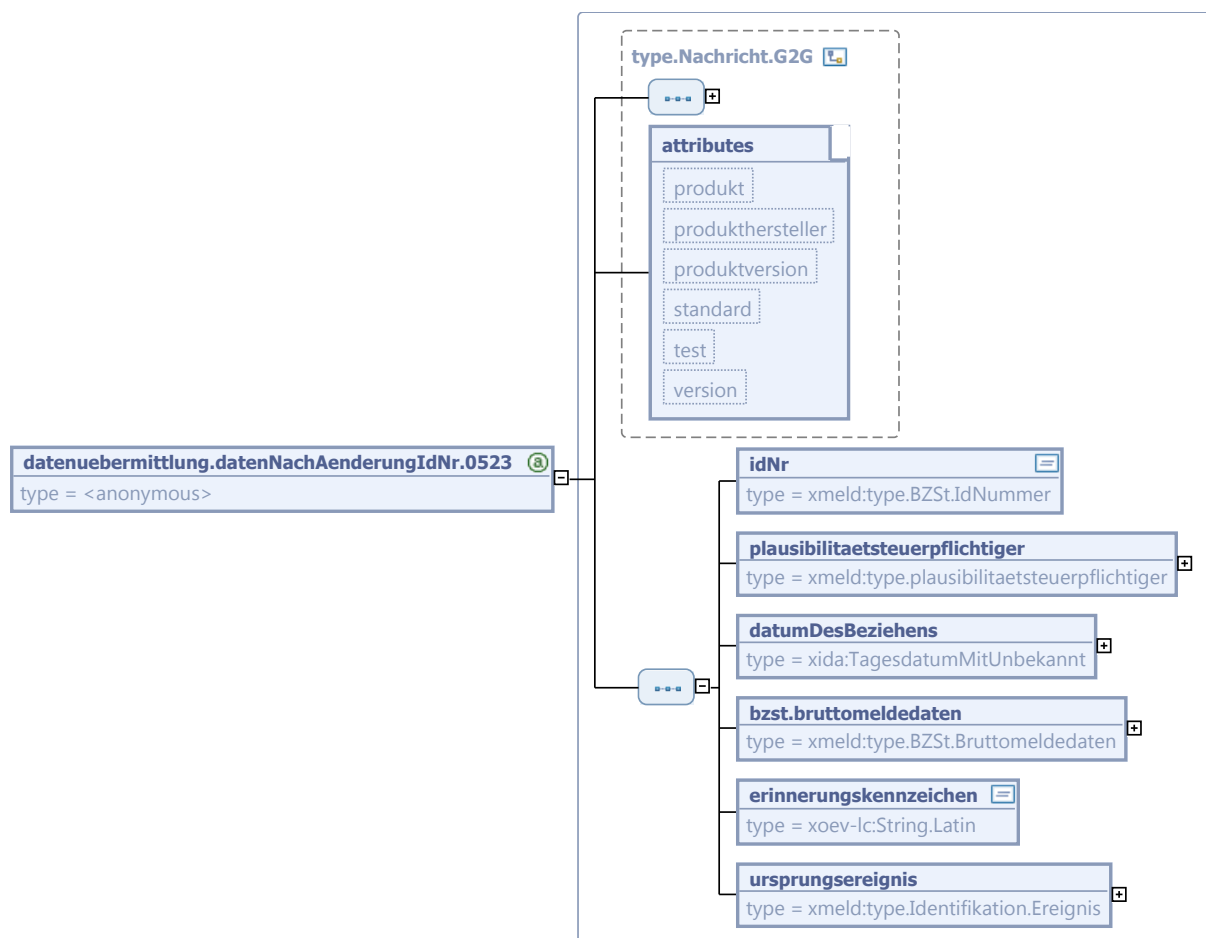 type.Nachricht.G2G
attributes
produkt
produkthersteller
produktversion
standard
test
version
datenuebermittlung.datenNachAenderungIdNr.0523
type = <anonymous>
idNr
type = xmeld:type.BZSt.IdNummer
plausibilitaetsteuerpflichtiger
type = xmeld:type.plausibilitaetsteuerpflichtiger
datumDesBeziehens
type = xida:TagesdatumMitUnbekannt
bzst.bruttomeldedaten
type = xmeld:type.BZSt.Bruttomeldedaten
erinnerungskennzeichen
type = xoev-lc:String.Latin
ursprungsereignis
type = xmeld:type.Identifikation.Ereignis